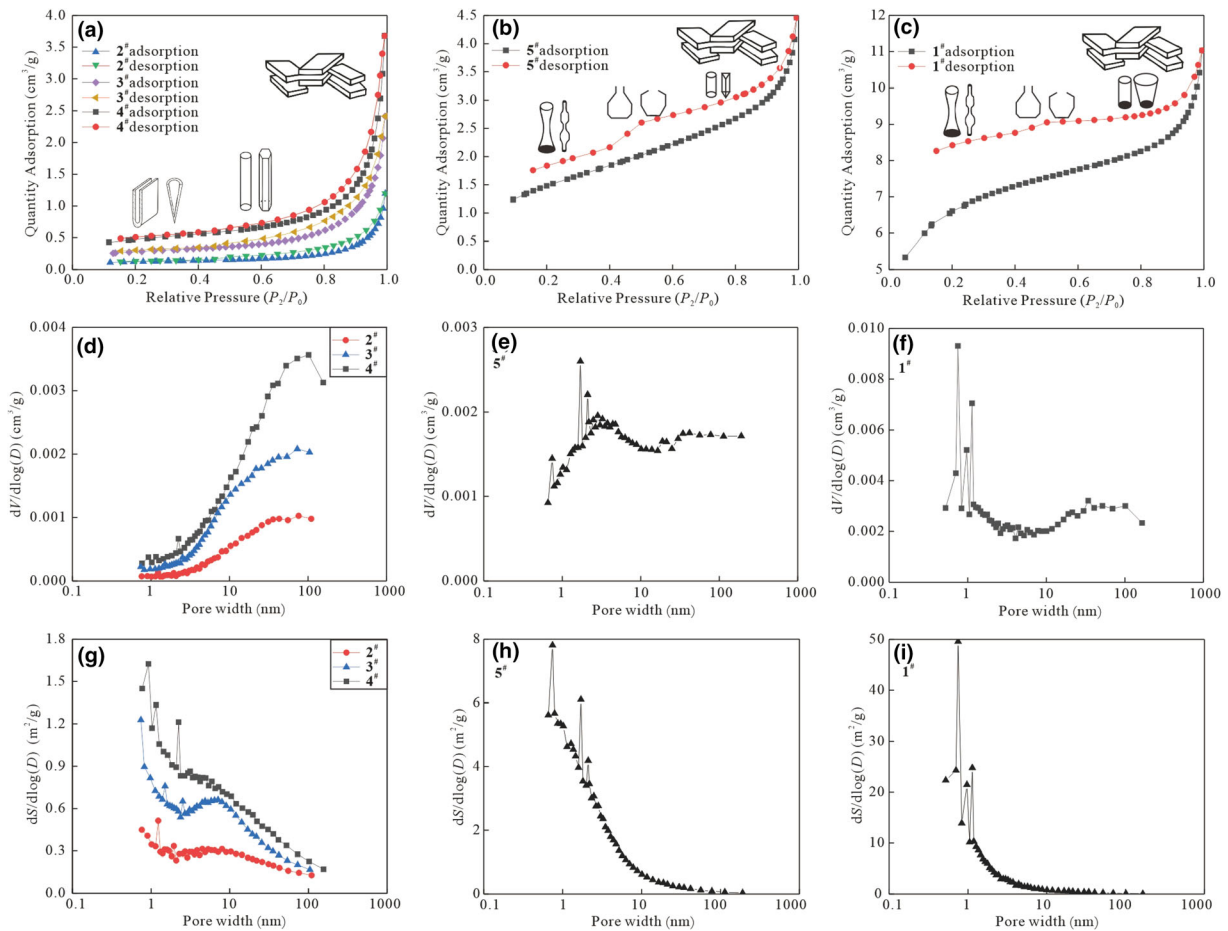 (a)
Quantity Adsorption (cm³/g)
4.0
3.5
3.0
2.5
2.0
1.5
1.0
0.5
0.0
2# adsorption
2# desorption
3# adsorption
3# desorption
4# adsorption
4# desorption
0.0 0.2 0.4 0.6 0.8 1.0
Relative Pressure (P₂/P₀)
(b)
Quantity Adsorption (cm³/g)
4.5
4.0
3.5
3.0
2.5
2.0
1.5
1.0
0.5
0.0
5# adsorption
5# desorption
0.0 0.2 0.4 0.6 0.8 1.0
Relative Pressure (P₂/P₀)
(c)
Quantity Adsorption (cm³/g)
12
11
10
9
8
7
6
5
1# adsorption
1# desorption
0.0 0.2 0.4 0.6 0.8 1.0
Relative Pressure (P₂/P₀)
(d)
dV/dlog(D) (cm³/g)
0.004
0.003
0.002
0.001
0.000
2#
3#
4#
0.1 1 10 100 1000
Pore width (nm)
(e)
5#
dV/dlog(D) (cm³/g)
0.003
0.002
0.001
0.000
0.1 1 10 100 1000
Pore width (nm)
(f)
1#
dV/dlog(D) (cm³/g)
0.010
0.008
0.006
0.004
0.002
0.000
0.1 1 10 100 1000
Pore width (nm)
(g)
dS/dlog(D) (m²/g)
1.8
1.5
1.2
0.9
0.6
0.3
0.0
2#
3#
4#
0.1 1 10 100 1000
Pore width (nm)
(h)
5#
dS/dlog(D) (m²/g)
8
6
4
2
0
0.1 1 10 100 1000
Pore width (nm)
(i)
1#
dS/dlog(D) (m²/g)
50
40
30
20
10
0
0.1 1 10 100 1000
Pore width (nm)